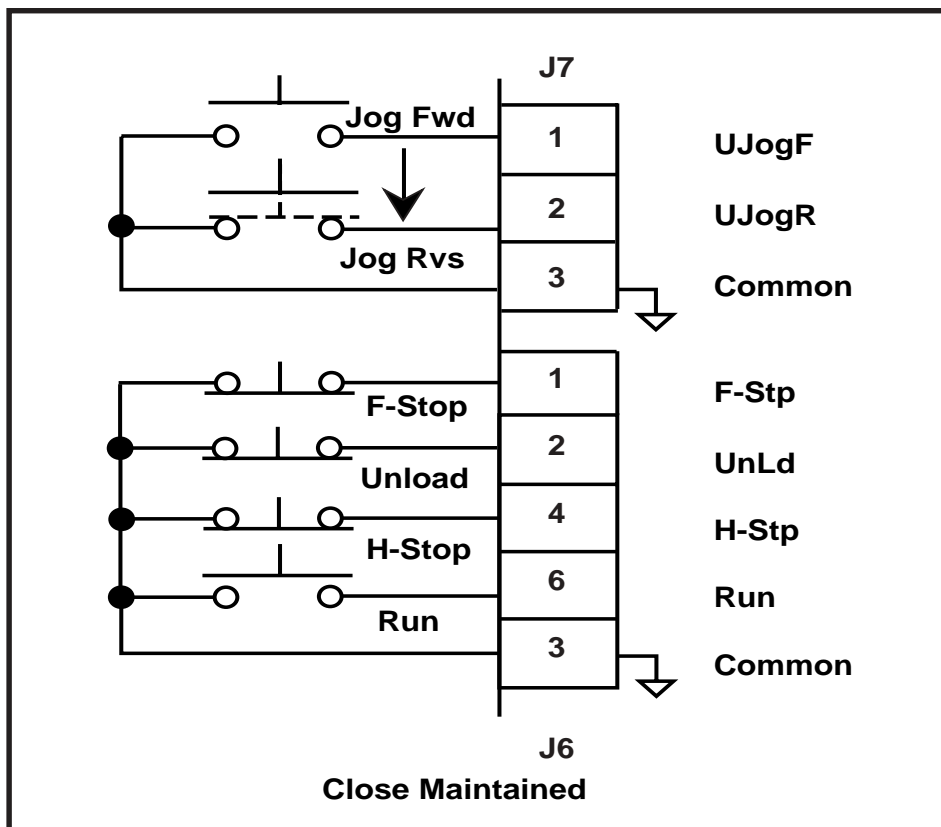 J7
Jog Fwd
1
UJogF
2
UJogR
Jog Rvs
3
Common
1
F-Stp
F-Stop
2
UnLd
Unload
4
H-Stp
H-Stop
6
Run
Run
3
Common
J6
Close Maintained